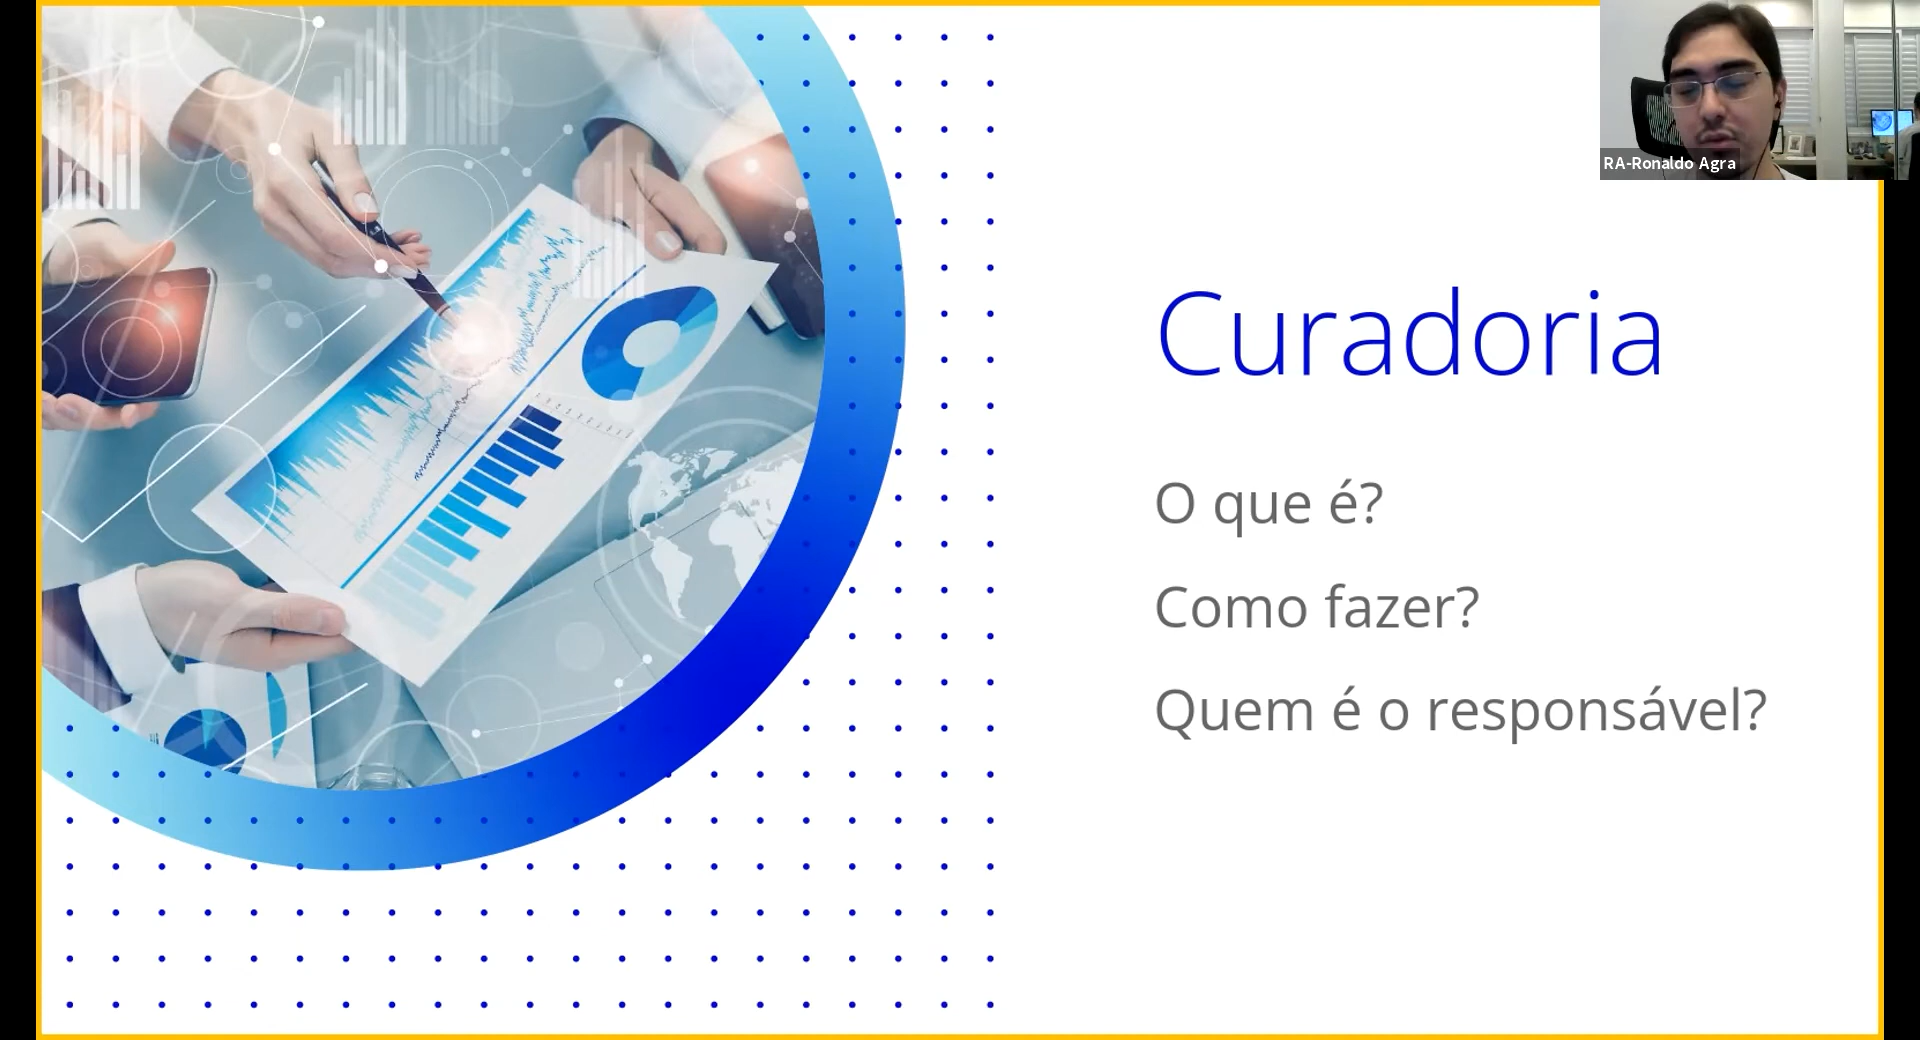 RA-Ronaldo Agra
Curadoria
O que é?
Como fazer?
Quem é o responsável?